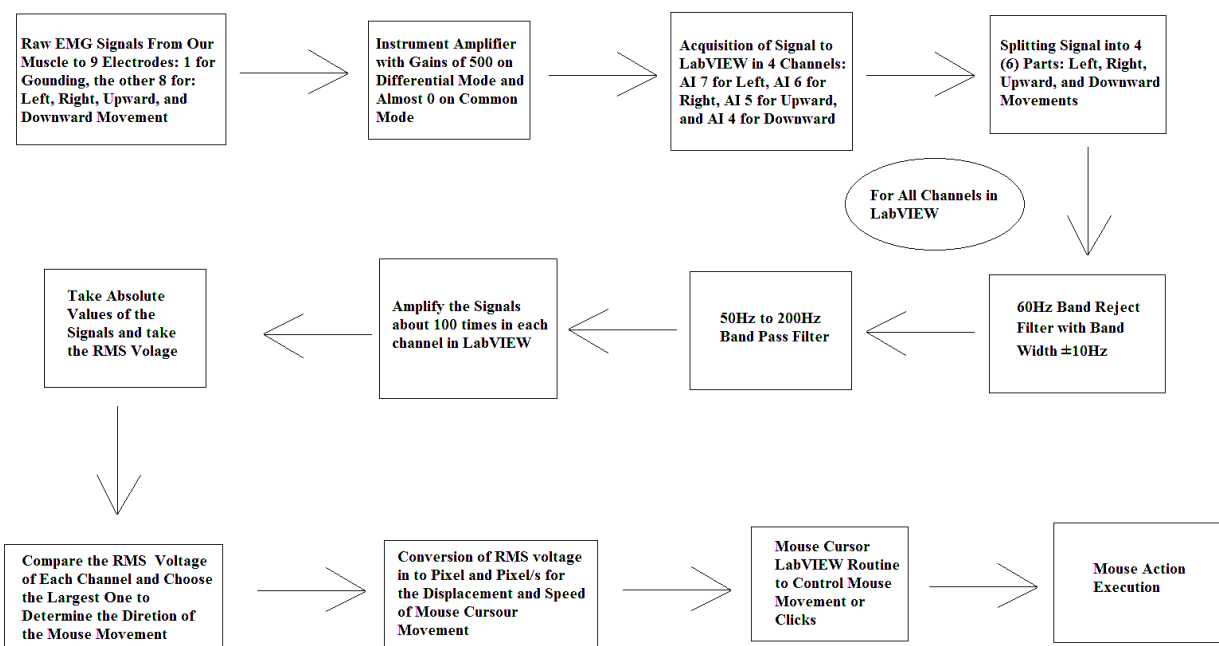 Raw EMG Signals From Our
Muscle to 9 Electrodes: 1 for
Gounding, the other 8 for:
Left, Right, Upward, and
Downward Movement
Instrument Amplifier
with Gains of 500 on
Differential Mode and
Almost 0 on Common
Mode
Acquisition of Signal to
LabVIEW in 4 Channels:
AI 7 for Left, AI 6 for
Right, AI 5 for Upward,
and AI 4 for Downward
Splitting Signal into 4
(6) Parts: Left, Right,
Upward, and Downward
Movements
For All Channels in
LabVIEW
60Hz Band Reject
Filter with Band
Width ±10Hz
50Hz to 200Hz
Band Pass Filter
Amplify the Signals
about 100 times in each
channel in LabVIEW
Take Absolute
Values of the
Signals and take
the RMS Volage
Compare the RMS Voltage
of Each Channel and Choose
the Largest One to
Determine the Diretion of
the Mouse Movement
Conversion of RMS voltage
in to Pixel and Pixel/s for
the Displacement and Speed
of Mouse Cursour
Movement
Mouse Cursor
LabVIEW Routine
to Control Mouse
Movement or
Clicks
Mouse Action
Execution